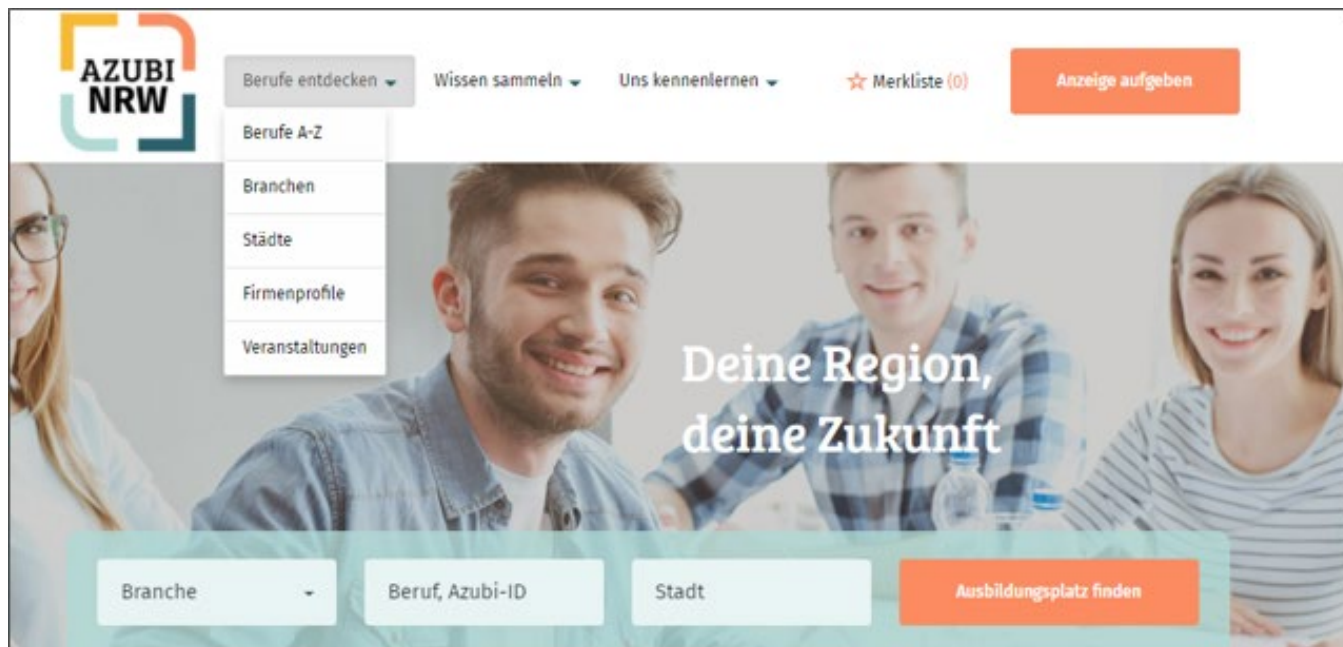 AZUBI
NRW
Berufe entdecken
Wissen sammeln
Uns kennenlernen
Merkliste (0)
Anzeige aufgeben
Berufe A-Z
Branchen
Städte
Firmenprofile
Veranstaltungen
Deine Region,
deine Zukunft
Branche
Beruf, Azubi-ID
Stadt
Ausbildungsplatz finden